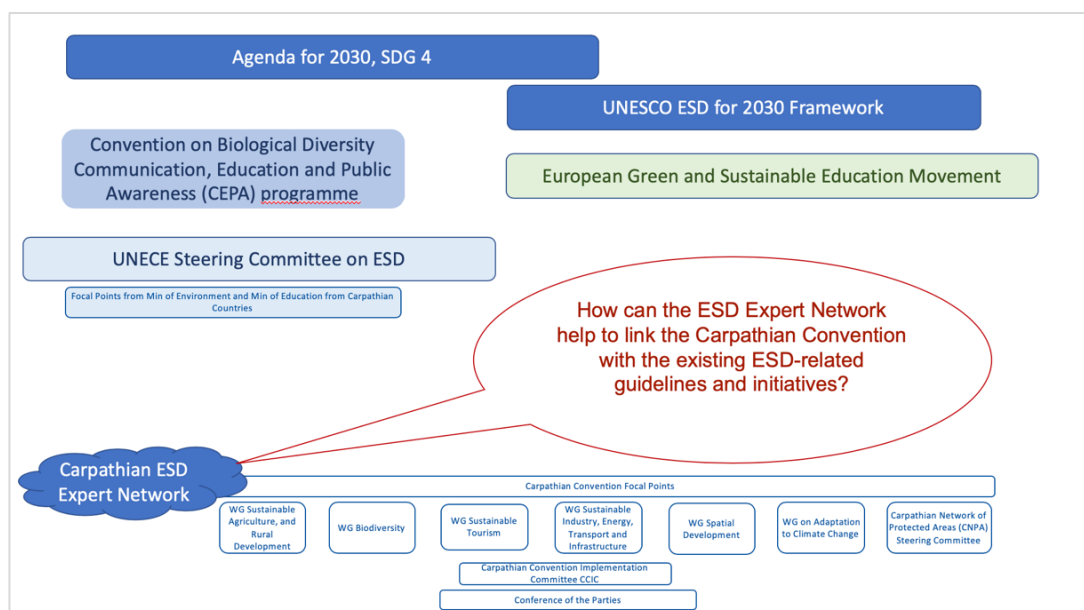 Agenda for 2030, SDG 4
UNESCO ESD for 2030 Framework
Convention on Biological Diversity
Communication, Education and Public
Awareness (CEPA) programme
European Green and Sustainable Education Movement
UNECE Steering Committee on ESD
Focal Points from Min of Environment and Min of Education from Carpathian
Countries
How can the ESD Expert Network
help to link the Carpathian Convention
with the existing ESD-related
guidelines and initiatives?
Carpathian ESD
Expert Network
Carpathian Convention Focal Points
WG Sustainable
Agriculture, and
Rural
Development
WG Biodiversity
WG Sustainable
Tourism
WG Sustainable
Industry, Energy,
Transport and
Infrastructure
WG Spatial
Development
WG on Adaptation
to Climate Change
Carpathian Network of
Protected Areas (CNPA)
Steering Committee
Carpathian Convention Implementation
Committee CCIC
Conference of the Parties